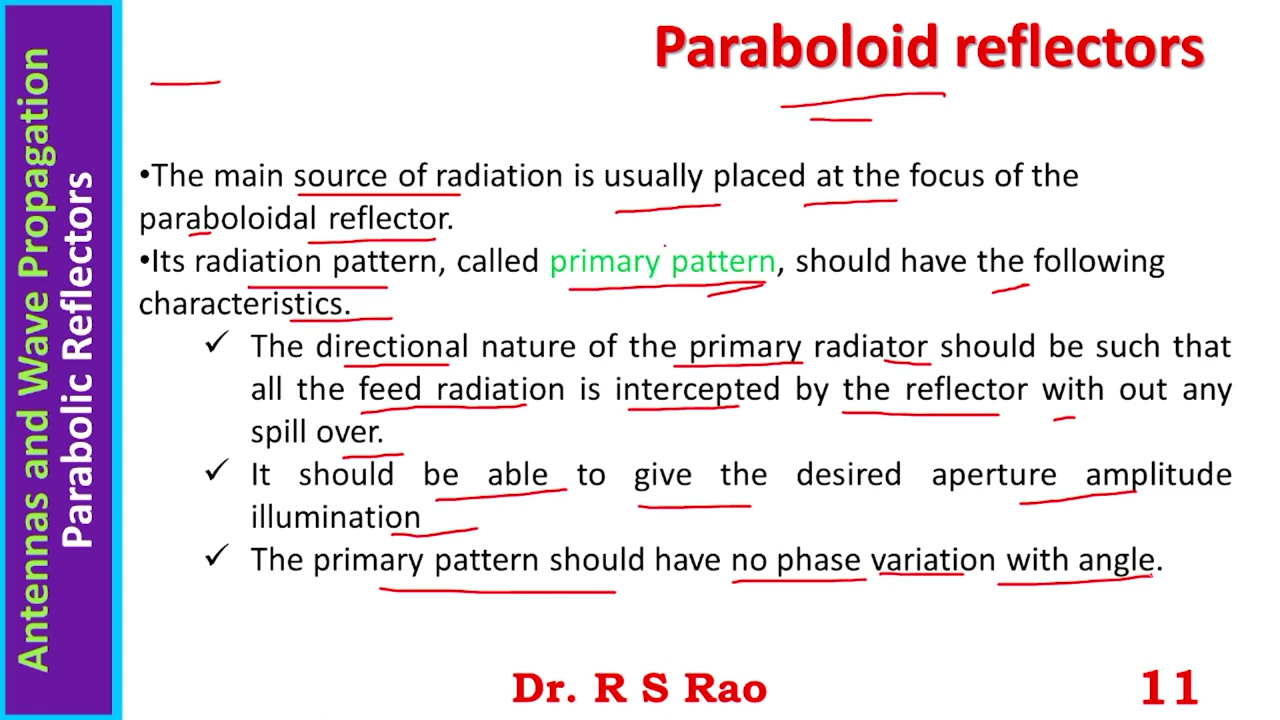 Antennas and Wave Propagation
Parabolic Reflectors
Paraboloid reflectors
•The main source of radiation is usually placed at the focus of the
paraboloidal reflector.
•Its radiation pattern, called primary pattern, should have the following
characteristics.
✓ The directional nature of the primary radiator should be such that
all the feed radiation is intercepted by the reflector with out any
spill over.
✓ It should be able to give the desired aperture amplitude
illumination
✓ The primary pattern should have no phase variation with angle.
Dr. R S Rao
11